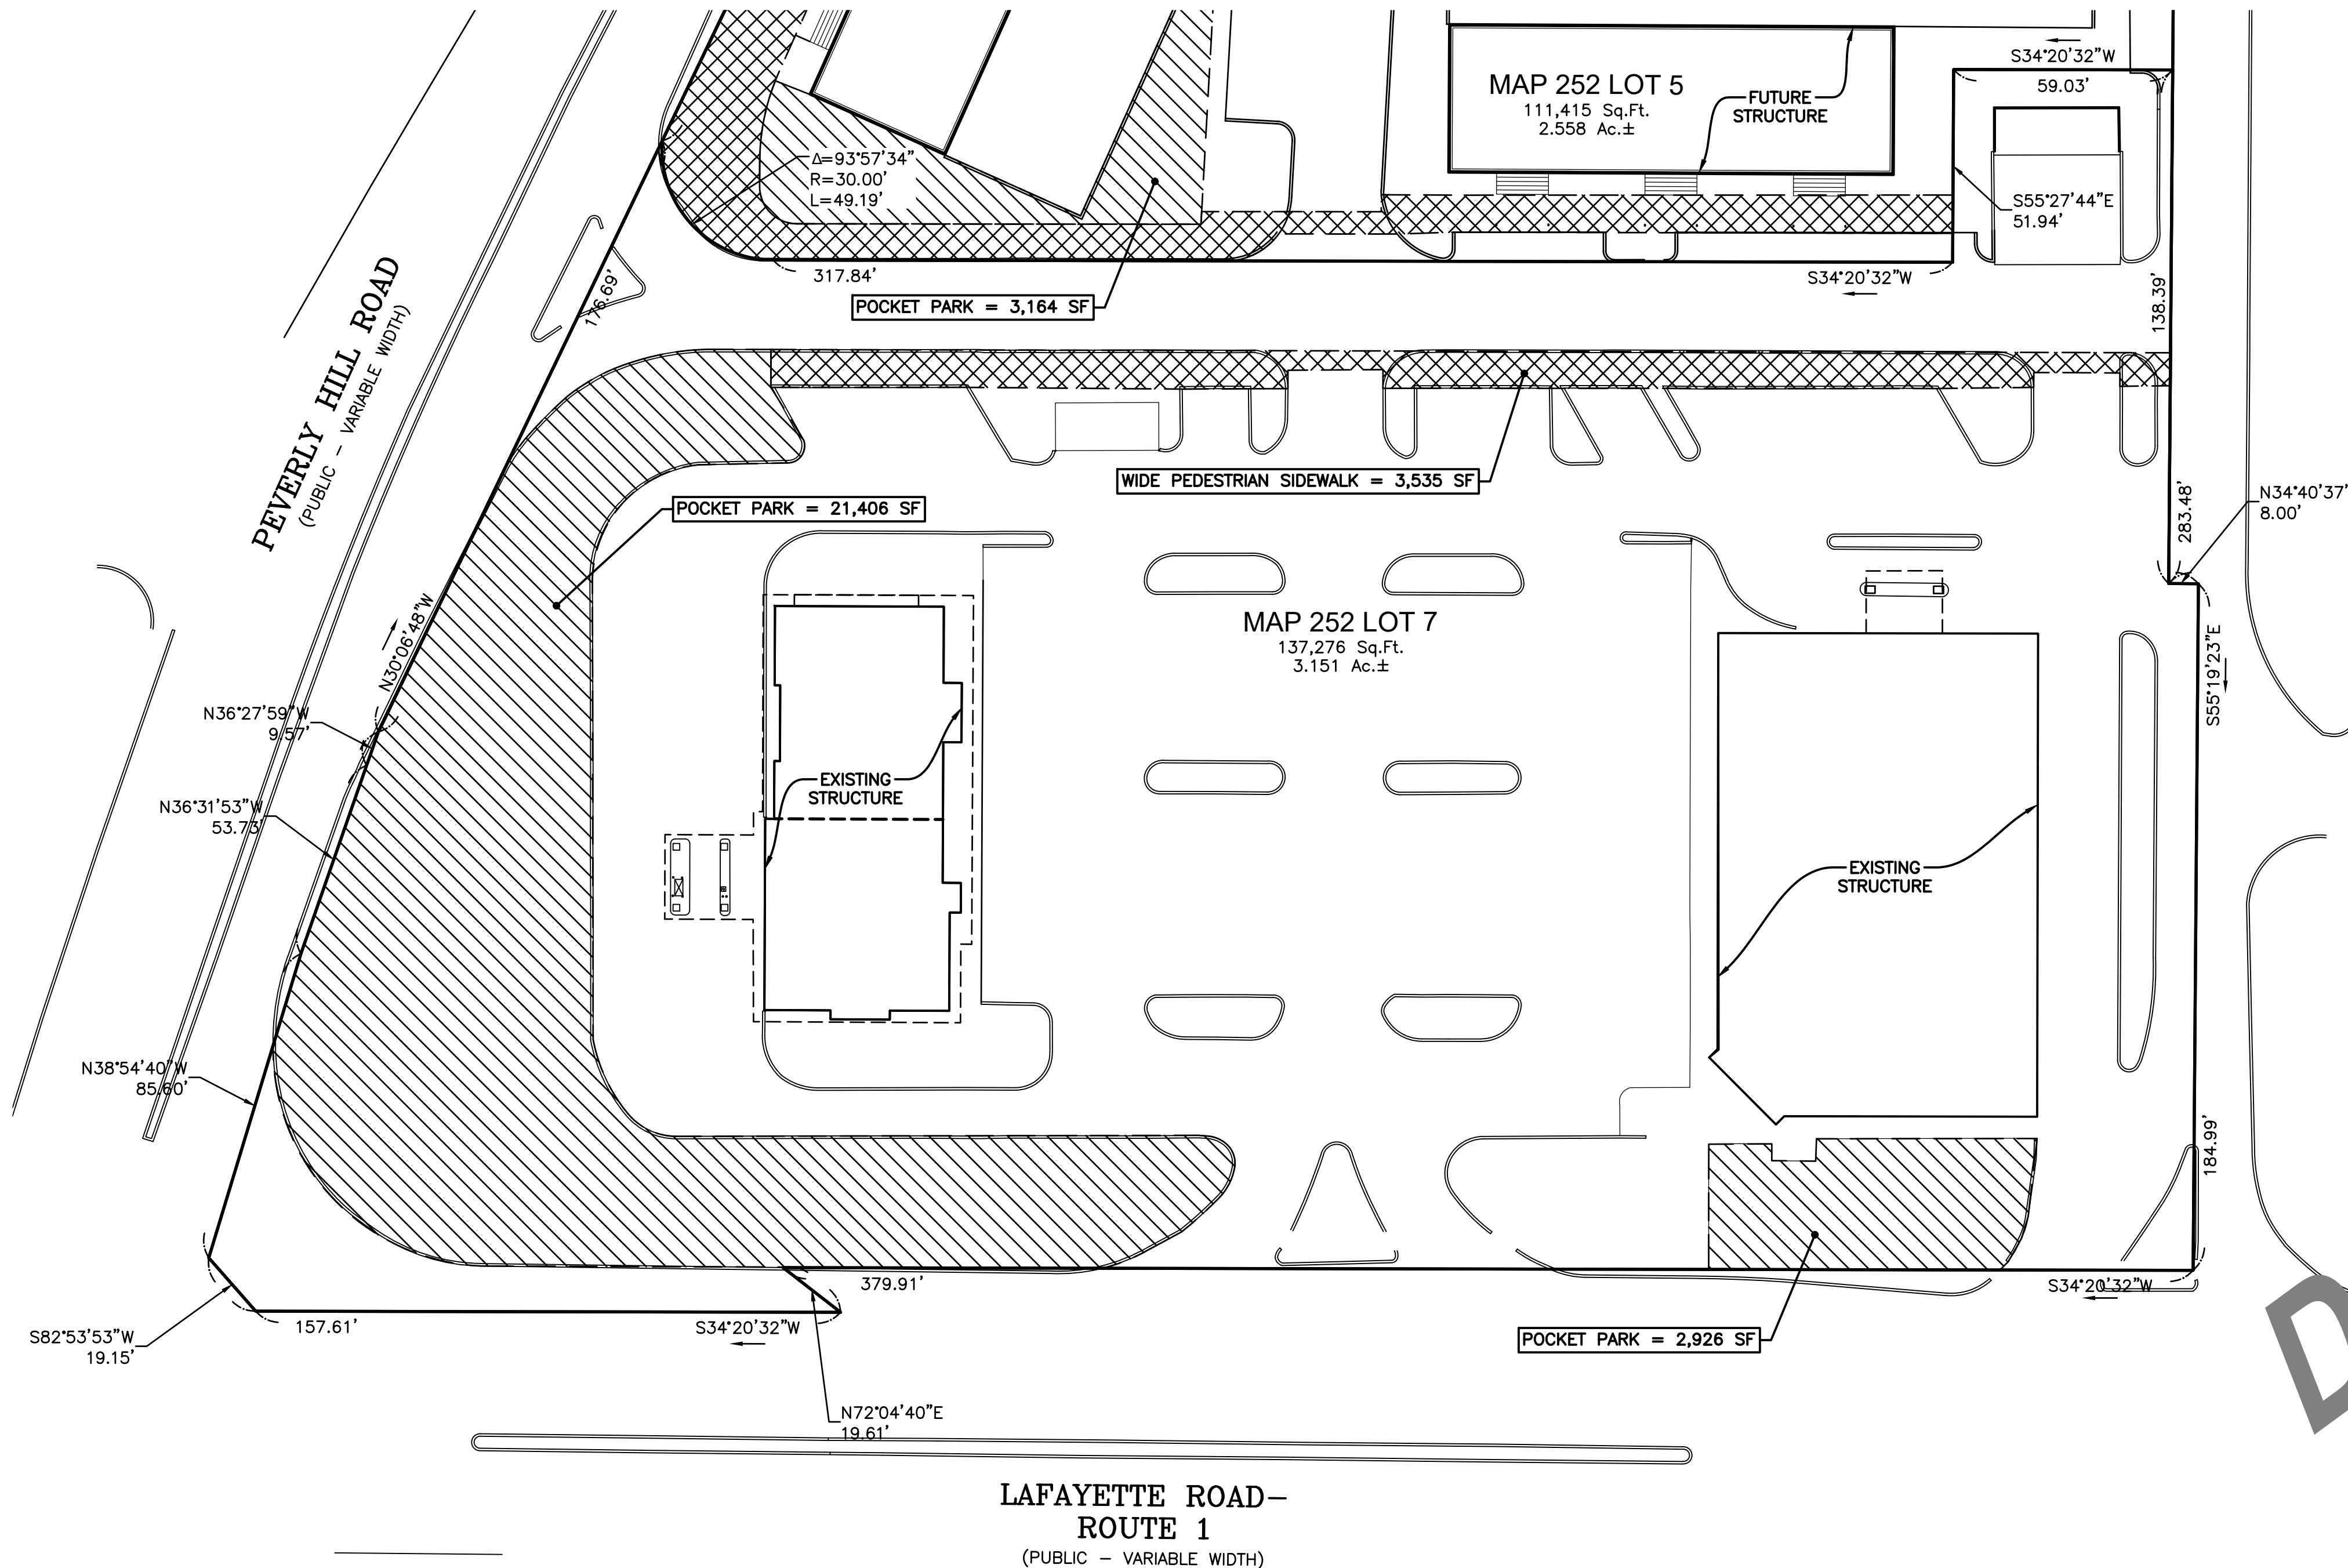 S34°20'32"W
59.03'
MAP 252 LOT 5
111,415 Sq.Ft.
2.558 Ac.±
FUTURE
STRUCTURE
Δ=93°57'34"
R=30.00'
L=49.19'
S55°27'44"E
51.94'
317.84'
S34°20'32"W
POCKET PARK = 3,164 SF
176.69'
138.39'
PEVERLY HILL ROAD
(PUBLIC - VARIABLE WIDTH)
WIDE PEDESTRIAN SIDEWALK = 3,535 SF
POCKET PARK = 21,406 SF
283.48'
N34°40'37'
8.00'
MAP 252 LOT 7
137,276 Sq.Ft.
3.151 Ac.±
N30°06'48"W
S55°19'23"E
N36°27'59"W
9.57'
EXISTING
STRUCTURE
N36°31'53"W
53.73'
EXISTING
STRUCTURE
N38°54'40"W
85.60'
184.99'
379.91'
S34°20'32"W
157.61'
S34°20'32"W
S82°53'53"W
19.15'
POCKET PARK = 2,926 SF
N72°04'40"E
19.61'
LAFAYETTE ROAD-
ROUTE 1
(PUBLIC - VARIABLE WIDTH)
D